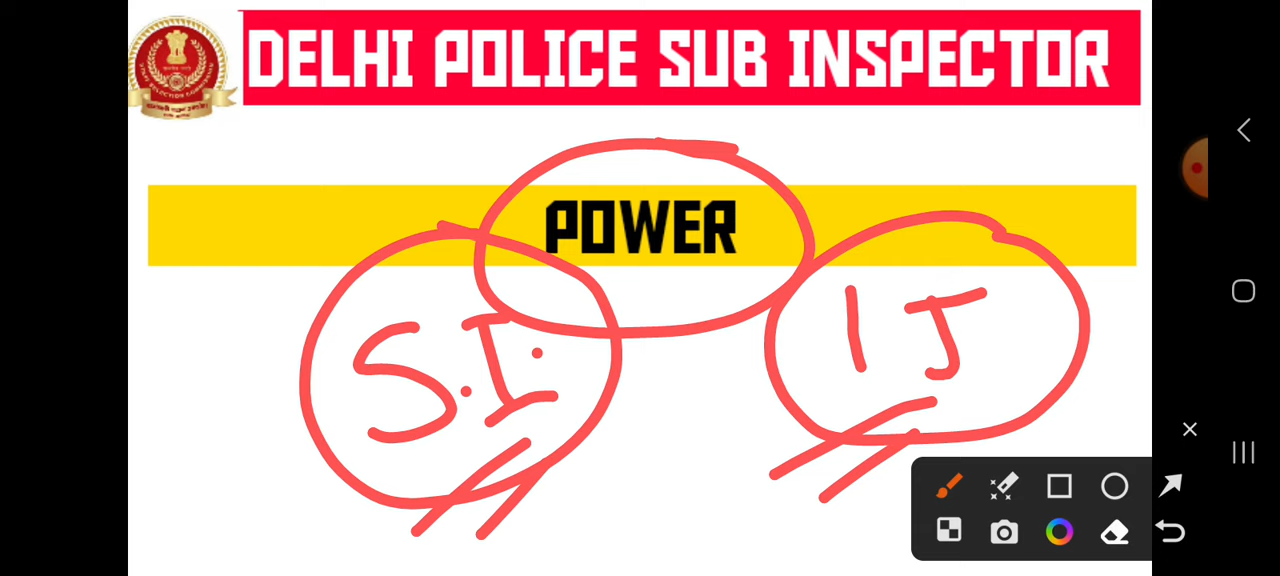 DELHI POLICE SUB INSPECTOR
POWER
S.I.
IJ